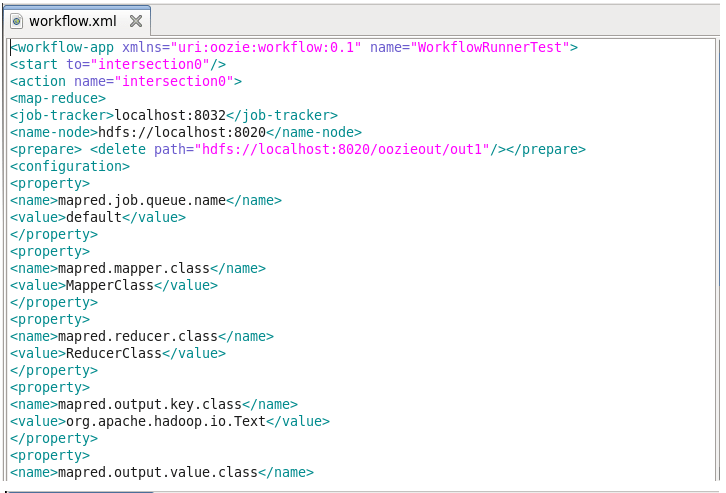 workflow.xml
<workflow-app xmlns="uri:oozie:workflow:0.1" name="WorkflowRunnerTest">
<start to="intersection0"/>
<action name="intersection0">
<map-reduce>
<job-tracker>localhost:8032</job-tracker>
<name-node>hdfs://localhost:8020</name-node>
<prepare> <delete path="hdfs://localhost:8020/oozieout/out1"/></prepare>
<configuration>
<property>
<name>mapred.job.queue.name</name>
<value>default</value>
</property>
<property>
<name>mapred.mapper.class</name>
<value>MapperClass</value>
</property>
<property>
<name>mapred.reducer.class</name>
<value>ReducerClass</value>
</property>
<property>
<name>mapred.output.key.class</name>
<value>org.apache.hadoop.io.Text</value>
</property>
<property>
<name>mapred.output.value.class</name>